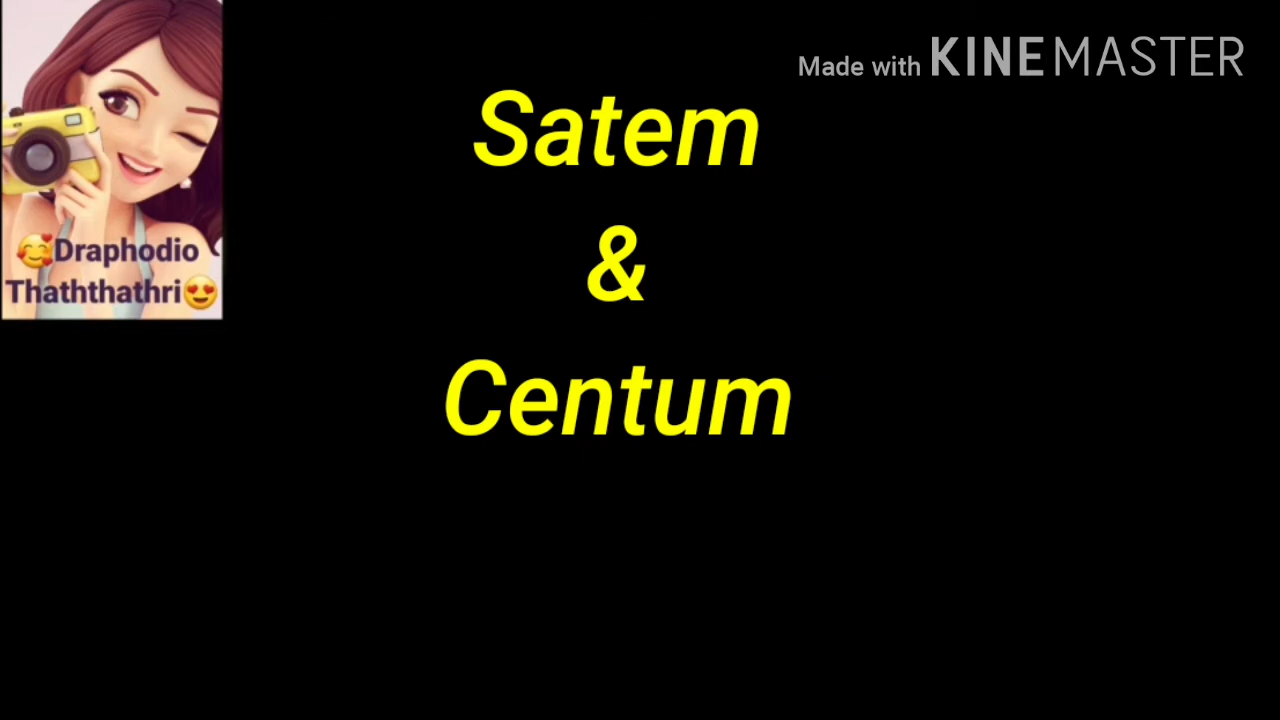 Made with KINEMASTER
Satem
&
Centum
🥰Draphodio
Thaththathri😍